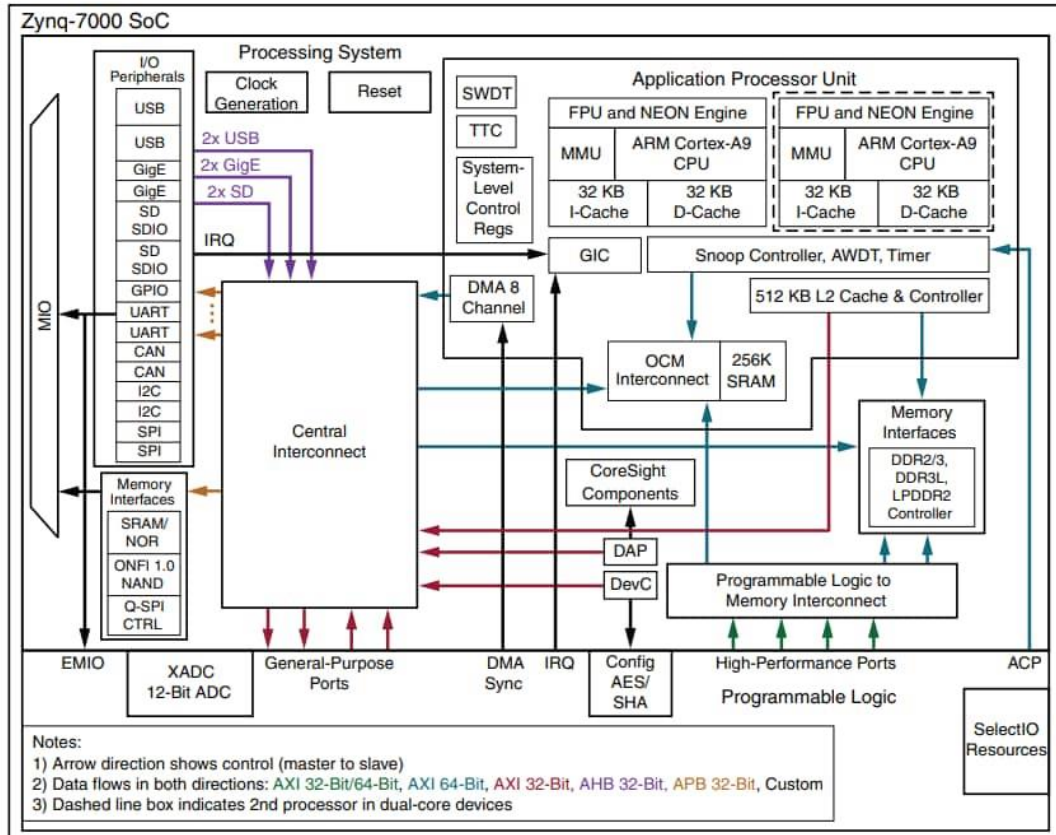 Zynq-7000 SoC
Processing System
I/O
Peripherals
USB
USB
GigE
GigE
SD
SDIO
SD
SDIO
GPIO
UART
UART
CAN
CAN
I2C
I2C
SPI
SPI
MIO
Memory
Interfaces
SRAM/
NOR
ONFI 1.0
NAND
Q-SPI
CTRL
Clock
Generation
Reset
2x USB
2x GigE
2x SD
IRQ
Central
Interconnect
Application Processor Unit
SWDT
TTC
System-
Level
Control
Regs
FPU and NEON Engine
MMU
ARM Cortex-A9
CPU
32 KB
I-Cache
32 KB
D-Cache
FPU and NEON Engine
MMU
ARM Cortex-A9
CPU
32 KB
I-Cache
32 KB
D-Cache
GIC
Snoop Controller, AWDT, Timer
DMA 8
Channel
512 KB L2 Cache & Controller
OCM
Interconnect
256K
SRAM
Memory
Interfaces
DDR2/3,
DDR3L,
LPDDR2
Controller
CoreSight
Components
DAP
DevC
Programmable Logic to
Memory Interconnect
EMIO
XADC
12-Bit ADC
General-Purpose
Ports
DMA
Sync
IRQ
Config
AES/
SHA
High-Performance Ports
ACP
Programmable Logic
SelectIO
Resources
Notes:
1) Arrow direction shows control (master to slave)
2) Data flows in both directions: AXI 32-Bit/64-Bit, AXI 64-Bit, AXI 32-Bit, AHB 32-Bit, APB 32-Bit, Custom
3) Dashed line box indicates 2nd processor in dual-core devices